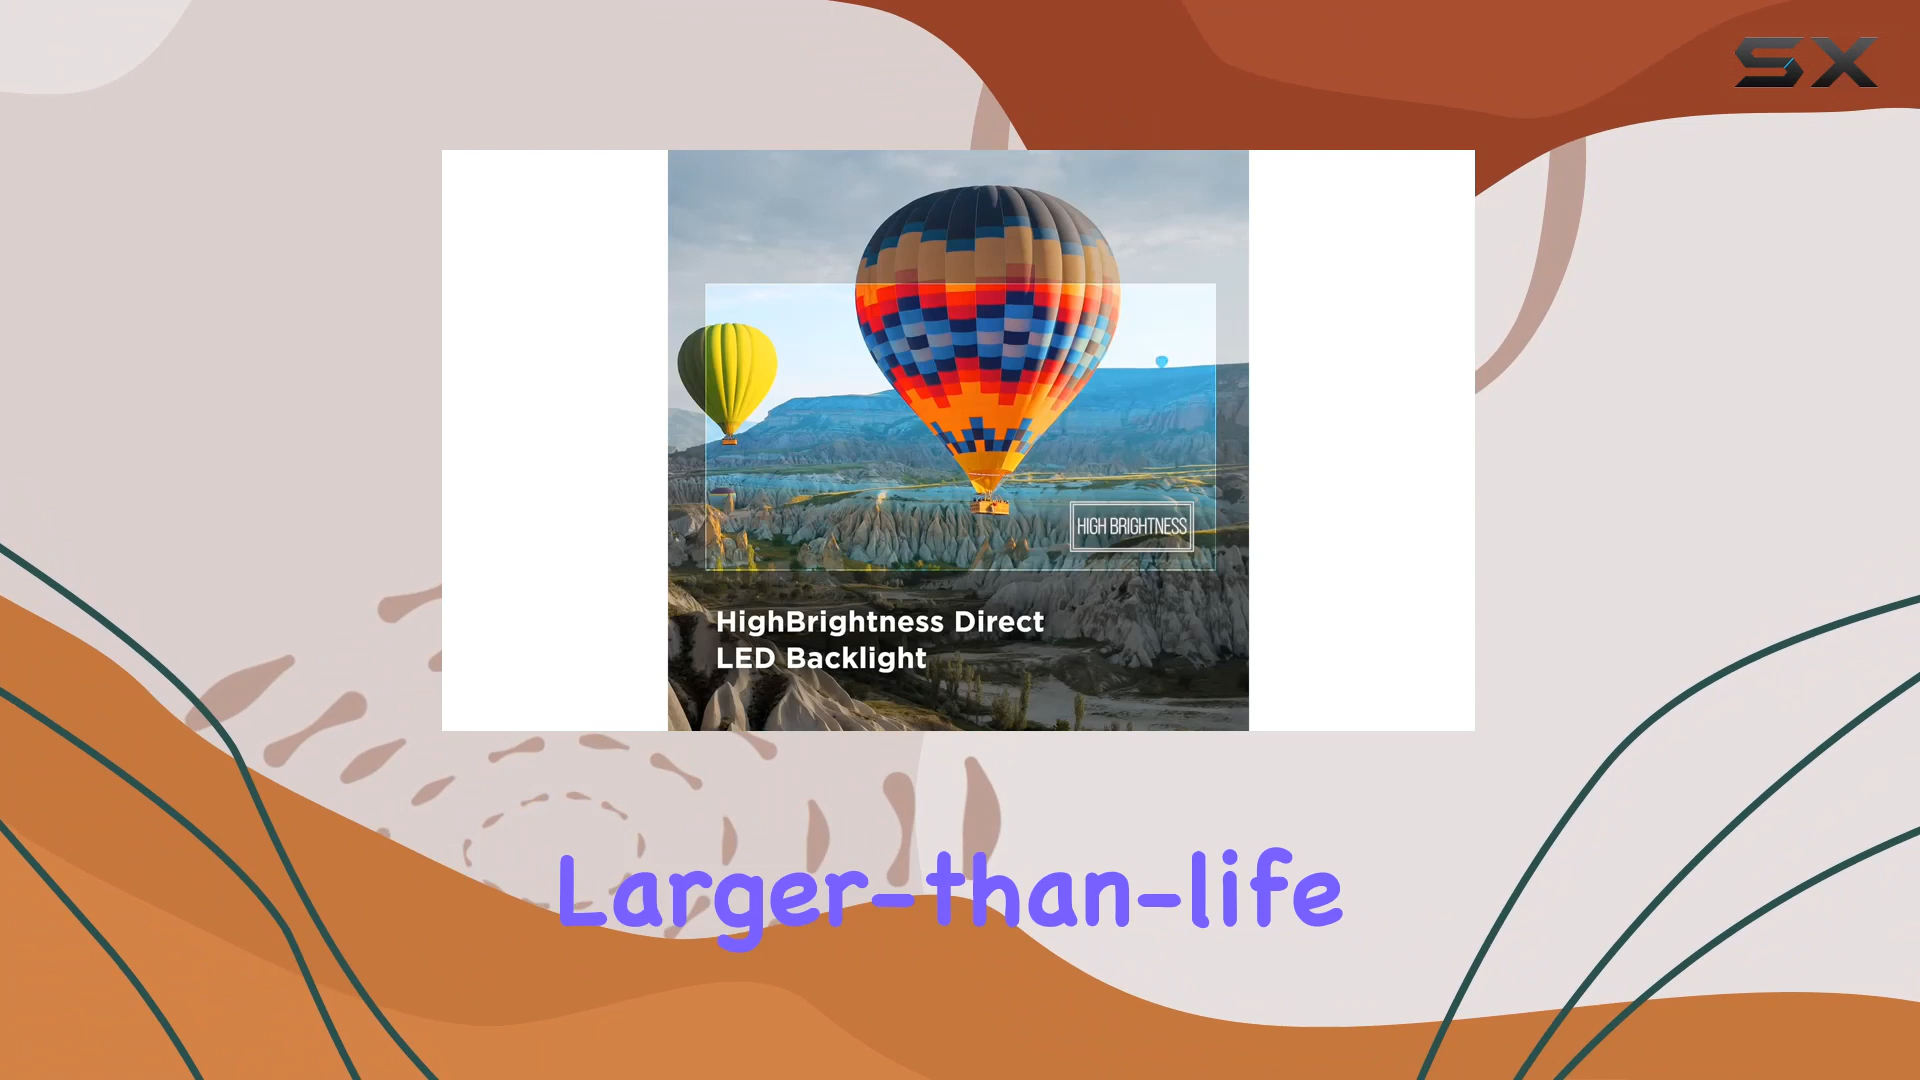 SX
HIGH BRIGHTNESS
HighBrightness Direct
LED Backlight
Larger-than-life